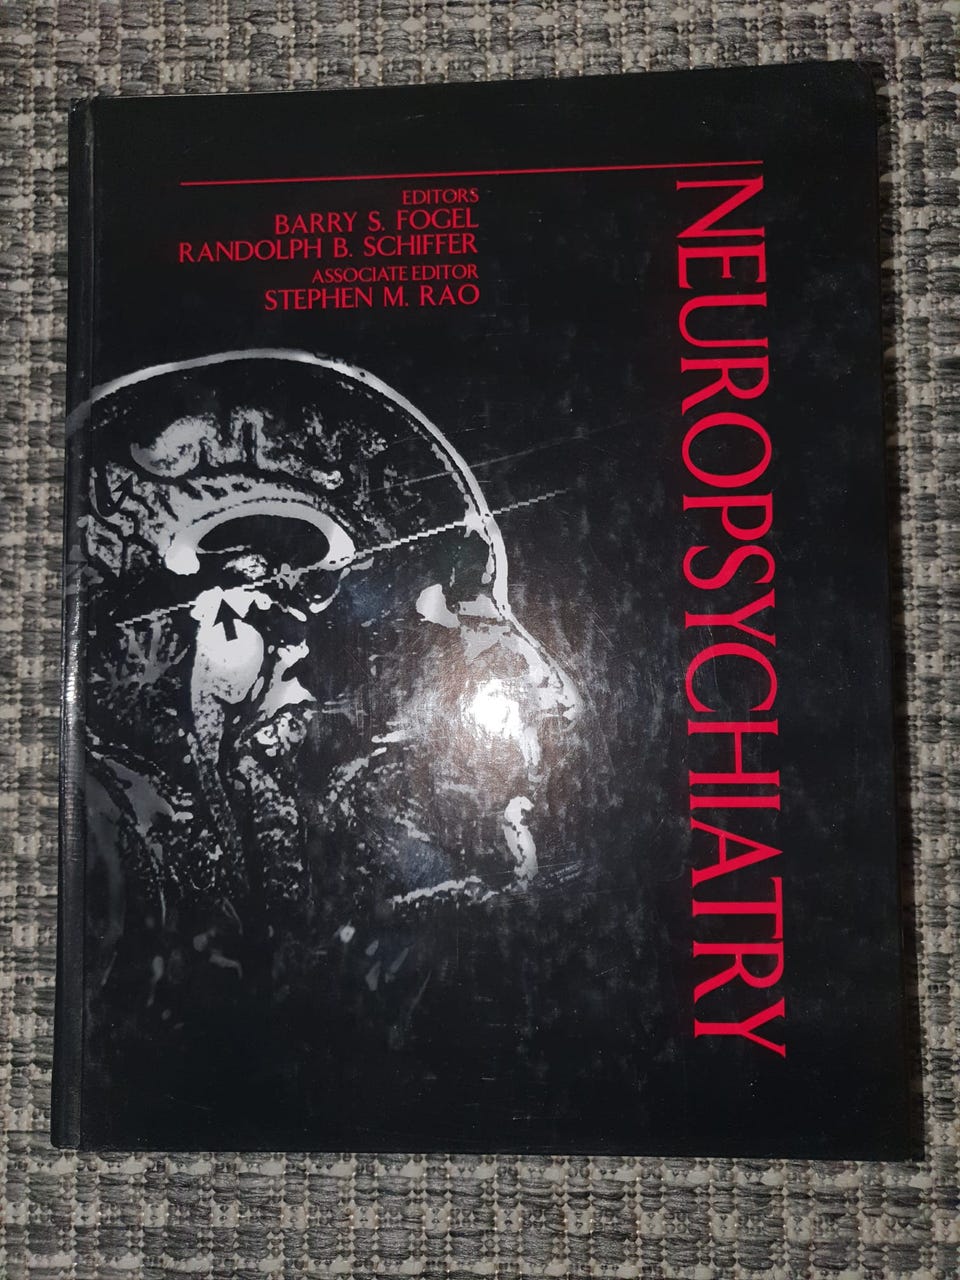 EDITORS
BARRY S. FOGEL
RANDOLPH B. SCHIFFER
ASSOCIATE EDITOR
STEPHEN M. RAO
NEUROPSYCHIATRY